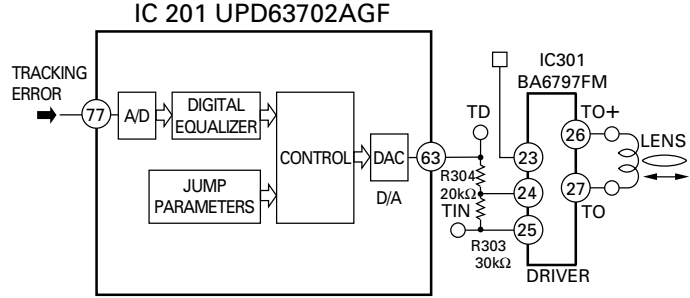 IC 201 UPD63702AGF
TRACKING
ERROR
77
A/D
DIGITAL
EQUALIZER
JUMP
PARAMETERS
CONTROL
DAC
D/A
63
TD
R304
20kΩ
TIN
R303
30kΩ
IC301
BA6797FM
23
24
25
26
27
TO+
TO
LENS
DRIVER